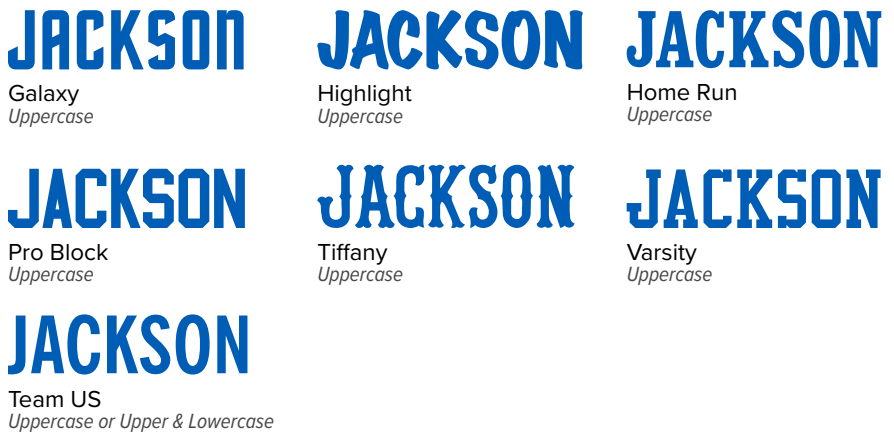 JACKSON
Galaxy
Uppercase
JACKSON
Highlight
Uppercase
JACKSON
Home Run
Uppercase
JACKSON
Pro Block
Uppercase
JACKSON
Tiffany
Uppercase
JACKSON
Varsity
Uppercase
JACKSON
Team US
Uppercase or Upper & Lowercase